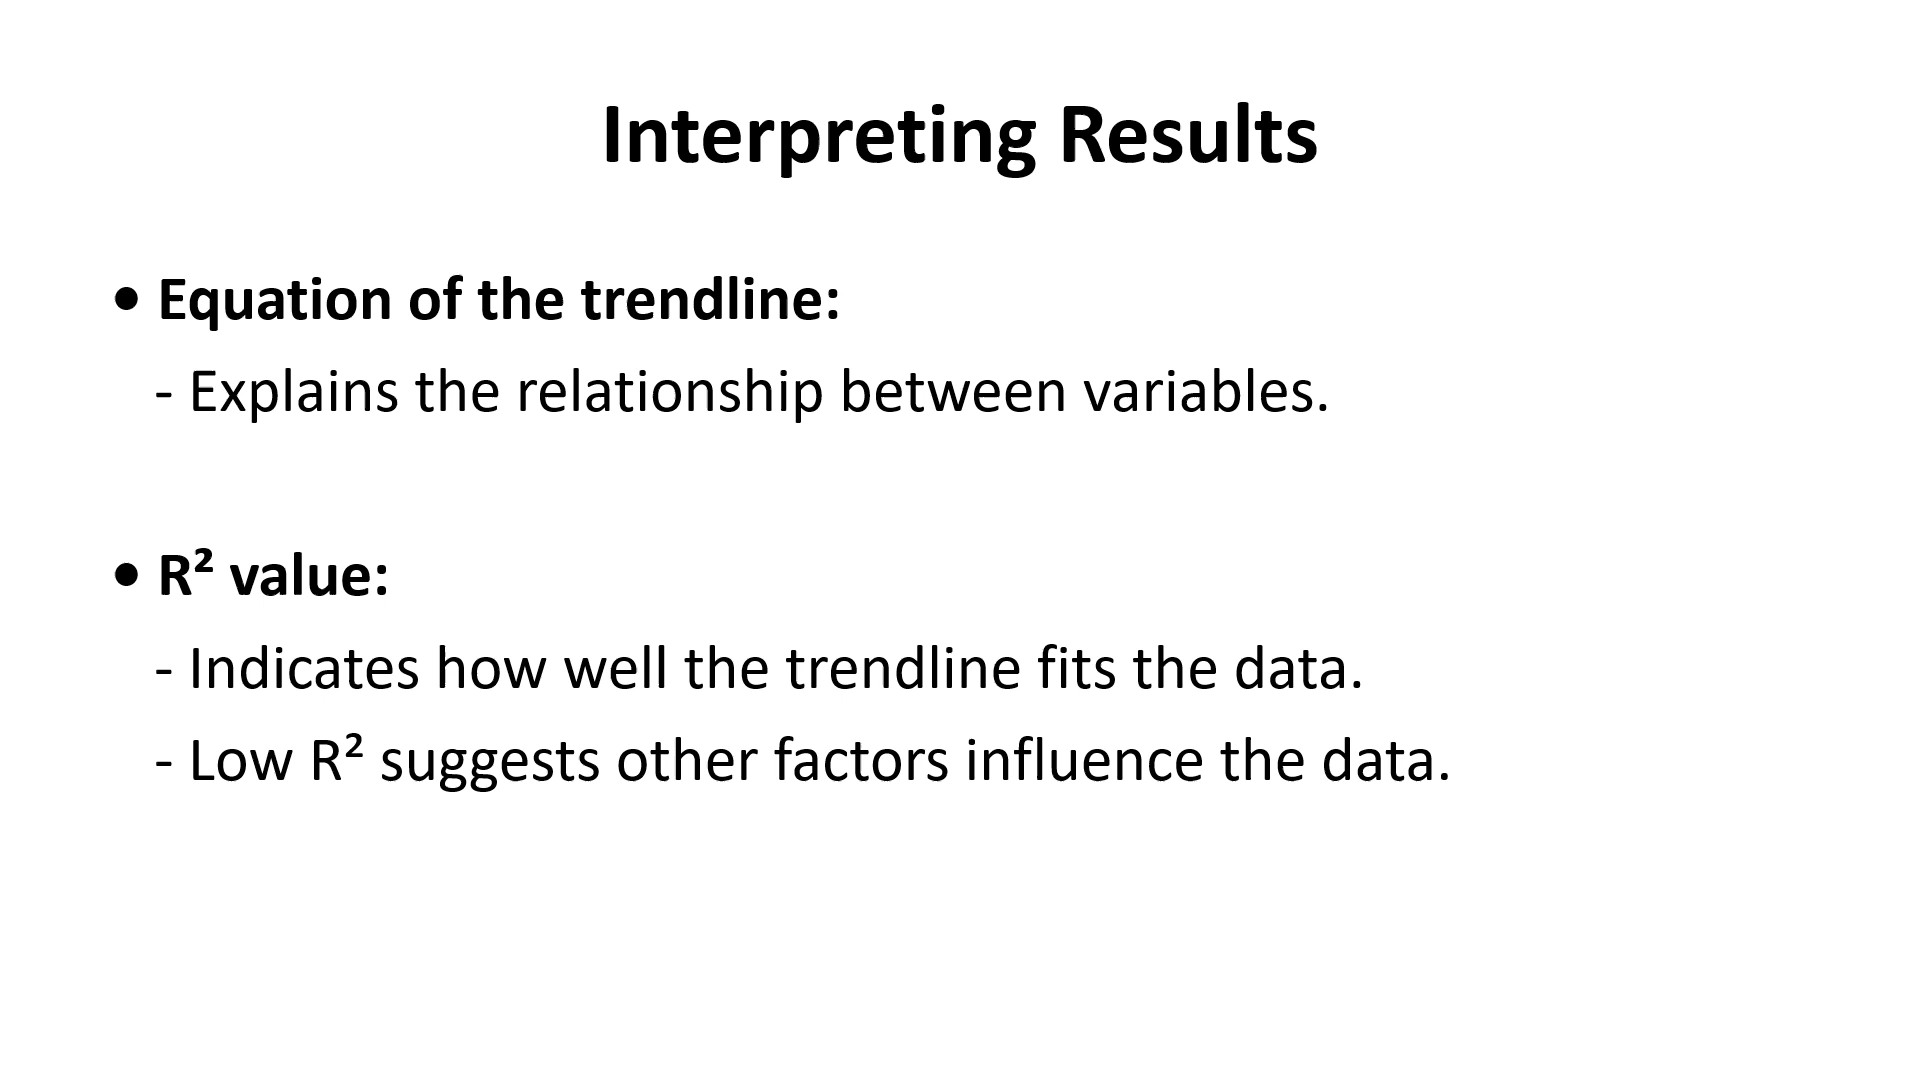 Interpreting Results
• Equation of the trendline:
- Explains the relationship between variables.
• R² value:
- Indicates how well the trendline fits the data.
- Low R² suggests other factors influence the data.